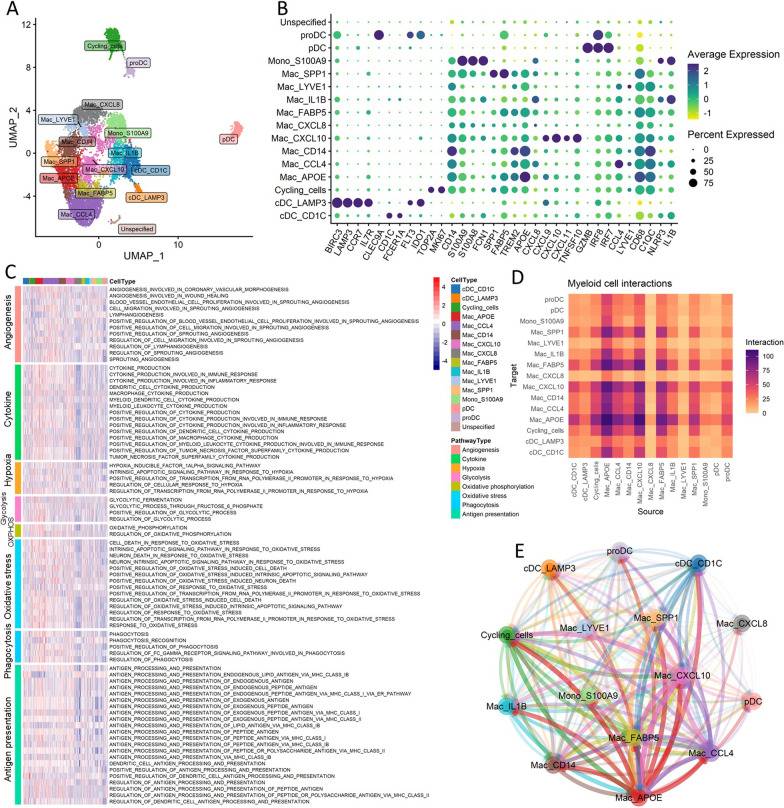 A
UMAP_2
12
8
4
0
-4
0
10
UMAP_1
Cycling_cells
proDC
Mac_CXCL8
Mac_LYVE1
Mono_S100A9
Mac_CD14
pDC
Mac_SPP1
Mac_IL1B
Mac_APOE
Mac_CXCL10
cDC_CD1C
Mac_FABP5
cDC_LAMP3
Mac_CCL4
Unspecified
B
Unspecified
proDC
pDC
Mono_S100A9
Mac_SPP1
Mac_LYVE1
Mac_IL1B
Mac_FABP5
Mac_CXCL8
Mac_CXCL10
Mac_CD14
Mac_CCL4
Mac_APOE
Cycling_cells
cDC_LAMP3
cDC_CD1C
BIRC3
LAMP3
CCR7
IL7R
CLEC9A
CD1C
FCER1A
FLT3
IDO1
TOP2A
MKI67
CD14
S100A9
S100A8
FCN1
SPP1
FABP5
TREM2
APOE
CXCL8
CXCL9
CXCL10
CXCL11
TNFSF10
GZMB
IRF8
IRF7
CCL4
LYVE1
CD68
C1QC
NLRP3
IL1B
Average Expression
2
1
0
-1
Percent Expressed
0
25
50
75
C
CellType
Angiogenesis
ANGIOGENESIS_INVOLVED_IN_CORONARY_VASCULAR_MORPHOGENESIS
ANGIOGENESIS_INVOLVED_IN_WOUND_HEALING
BLOOD_VESSEL_ENDOTHELIAL_CELL_PROLIFERATION_INVOLVED_IN_SPROUTING_ANGIOGENESIS
CELL_MIGRATION_INVOLVED_IN_SPROUTING_ANGIOGENESIS
LYMPHANGIOGENESIS
POSITIVE_REGULATION_OF_BLOOD_VESSEL_ENDOTHELIAL_CELL_PROLIFERATION_INVOLVED_IN_SPROUTING_ANGIOGENESIS
POSITIVE_REGULATION_OF_CELL_MIGRATION_INVOLVED_IN_SPROUTING_ANGIOGENESIS
POSITIVE_REGULATION_OF_SPROUTING_ANGIOGENESIS
REGULATION_OF_CELL_MIGRATION_INVOLVED_IN_SPROUTING_ANGIOGENESIS
REGULATION_OF_LYMPHANGIOGENESIS
REGULATION_OF_SPROUTING_ANGIOGENESIS
SPROUTING_ANGIOGENESIS
Cytokine
CYTOKINE_PRODUCTION
CYTOKINE_PRODUCTION_INVOLVED_IN_IMMUNE_RESPONSE
CYTOKINE_PRODUCTION_INVOLVED_IN_INFLAMMATORY_RESPONSE
DENDRITIC_CELL_CYTOKINE_PRODUCTION
MACROPHAGE_CYTOKINE_PRODUCTION
MYELOID_DENDRITIC_CELL_CYTOKINE_PRODUCTION
MYELOID_LEUKOCYTE_CYTOKINE_PRODUCTION
POSITIVE_REGULATION_OF_CYTOKINE_PRODUCTION
POSITIVE_REGULATION_OF_CYTOKINE_PRODUCTION_INVOLVED_IN_IMMUNE_RESPONSE
POSITIVE_REGULATION_OF_CYTOKINE_PRODUCTION_INVOLVED_IN_INFLAMMATORY_RESPONSE
POSITIVE_REGULATION_OF_DENDRITIC_CELL_CYTOKINE_PRODUCTION
POSITIVE_REGULATION_OF_MACROPHAGE_CYTOKINE_PRODUCTION
POSITIVE_REGULATION_OF_MYELOID_LEUKOCYTE_CYTOKINE_PRODUCTION_INVOLVED_IN_IMMUNE_RESPONSE
POSITIVE_REGULATION_OF_TUMOR_NECROSIS_FACTOR_SUPERFAMILY_CYTOKINE_PRODUCTION
TUMOR_NECROSIS_FACTOR_SUPERFAMILY_CYTOKINE_PRODUCTION
Hypoxia
HYPOXIA_INDUCIBLE_FACTOR_1ALPHA_SIGNALING_PATHWAY
INTRINSIC_APOPTOTIC_SIGNALING_PATHWAY_IN_RESPONSE_TO_HYPOXIA
POSITIVE_REGULATION_OF_TRANSCRIPTION_FROM_RNA_POLYMERASE_II_PROMOTER_IN_RESPONSE_TO_HYPOXIA
REGULATION_OF_CELLULAR_RESPONSE_TO_HYPOXIA
REGULATION_OF_TRANSCRIPTION_FROM_RNA_POLYMERASE_II_PROMOTER_IN_RESPONSE_TO_HYPOXIA
Glycolysis
GLYCOLYTIC_FERMENTATION
GLYCOLYTIC_PROCESS_THROUGH_FRUCTOSE_6_PHOSPHATE
POSITIVE_REGULATION_OF_GLYCOLYTIC_PROCESS
REGULATION_OF_GLYCOLYTIC_PROCESS
OXPHOS
OXIDATIVE_PHOSPHORYLATION
REGULATION_OF_OXIDATIVE_PHOSPHORYLATION
Oxidative stress
CELL_DEATH_IN_RESPONSE_TO_OXIDATIVE_STRESS
INTRINSIC_APOPTOTIC_SIGNALING_PATHWAY_IN_RESPONSE_TO_OXIDATIVE_STRESS
NEURON_DEATH_IN_RESPONSE_TO_OXIDATIVE_STRESS
NEURON_INTRINSIC_APOPTOTIC_SIGNALING_PATHWAY_IN_RESPONSE_TO_OXIDATIVE_STRESS
POSITIVE_REGULATION_OF_OXIDATIVE_STRESS_INDUCED_CELL_DEATH
POSITIVE_REGULATION_OF_OXIDATIVE_STRESS_INDUCED_INTRINSIC_APOPTOTIC_SIGNALING_PATHWAY
POSITIVE_REGULATION_OF_OXIDATIVE_STRESS_INDUCED_NEURON_DEATH
POSITIVE_REGULATION_OF_RESPONSE_TO_OXIDATIVE_STRESS
POSITIVE_REGULATION_OF_TRANSCRIPTION_FROM_RNA_POLYMERASE_II_PROMOTER_IN_RESPONSE_TO_OXIDATIVE_STRESS
REGULATION_OF_OXIDATIVE_STRESS_INDUCED_CELL_DEATH
REGULATION_OF_OXIDATIVE_STRESS_INDUCED_INTRINSIC_APOPTOTIC_SIGNALING_PATHWAY
REGULATION_OF_RESPONSE_TO_OXIDATIVE_STRESS
REGULATION_OF_TRANSCRIPTION_FROM_RNA_POLYMERASE_II_PROMOTER_IN_RESPONSE_TO_OXIDATIVE_STRESS
RESPONSE_TO_OXIDATIVE_STRESS
Phagocytosis
PHAGOCYTOSIS
PHAGOCYTOSIS_RECOGNITION
POSITIVE_REGULATION_OF_PHAGOCYTOSIS
REGULATION_OF_FC_GAMMA_RECEPTOR_SIGNALING_PATHWAY_INVOLVED_IN_PHAGOCYTOSIS
REGULATION_OF_PHAGOCYTOSIS
Antigen presentation
ANTIGEN_PROCESSING_AND_PRESENTATION
ANTIGEN_PROCESSING_AND_PRESENTATION_ENDOGENOUS_LIPID_ANTIGEN_VIA_MHC_CLASS_IB
ANTIGEN_PROCESSING_AND_PRESENTATION_OF_ENDOGENOUS_ANTIGEN
ANTIGEN_PROCESSING_AND_PRESENTATION_OF_ENDOGENOUS_PEPTIDE_ANTIGEN
ANTIGEN_PROCESSING_AND_PRESENTATION_OF_ENDOGENOUS_PEPTIDE_ANTIGEN_VIA_MHC_CLASS_I_VIA_ER_PATHWAY
ANTIGEN_PROCESSING_AND_PRESENTATION_OF_EXOGENOUS_ANTIGEN
ANTIGEN_PROCESSING_AND_PRESENTATION_OF_EXOGENOUS_PEPTIDE_ANTIGEN
ANTIGEN_PROCESSING_AND_PRESENTATION_OF_EXOGENOUS_PEPTIDE_ANTIGEN_VIA_MHC_CLASS_I
ANTIGEN_PROCESSING_AND_PRESENTATION_OF_EXOGENOUS_PEPTIDE_ANTIGEN_VIA_MHC_CLASS_II
ANTIGEN_PROCESSING_AND_PRESENTATION_OF_LIPID_ANTIGEN_VIA_MHC_CLASS_IB
ANTIGEN_PROCESSING_AND_PRESENTATION_OF_PEPTIDE_ANTIGEN
ANTIGEN_PROCESSING_AND_PRESENTATION_OF_PEPTIDE_ANTIGEN_VIA_MHC_CLASS_I
ANTIGEN_PROCESSING_AND_PRESENTATION_OF_PEPTIDE_ANTIGEN_VIA_MHC_CLASS_IB
ANTIGEN_PROCESSING_AND_PRESENTATION_OF_PEPTIDE_OR_POLYSACCHARIDE_ANTIGEN_VIA_MHC_CLASS_II
ANTIGEN_PROCESSING_AND_PRESENTATION_VIA_MHC_CLASS_IB
DENDRITIC_CELL_ANTIGEN_PROCESSING_AND_PRESENTATION
POSITIVE_REGULATION_OF_ANTIGEN_PROCESSING_AND_PRESENTATION
POSITIVE_REGULATION_OF_DENDRITIC_CELL_ANTIGEN_PROCESSING_AND_PRESENTATION
REGULATION_OF_ANTIGEN_PROCESSING_AND_PRESENTATION
REGULATION_OF_ANTIGEN_PROCESSING_AND_PRESENTATION_OF_PEPTIDE_ANTIGEN
REGULATION_OF_ANTIGEN_PROCESSING_AND_PRESENTATION_OF_PEPTIDE_OR_POLYSACCHARIDE_ANTIGEN_VIA_MHC_CLASS_II
REGULATION_OF_DENDRITIC_CELL_ANTIGEN_PROCESSING_AND_PRESENTATION
4
2
0
-2
-4
CellType
cDC_CD1C
cDC_LAMP3
Cycling_cells
Mac_APOE
Mac_CCL4
Mac_CD14
Mac_CXCL10
Mac_CXCL8
Mac_FABP5
Mac_IL1B
Mac_LYVE1
Mac_SPP1
Mono_S100A9
pDC
proDC
Unspecified
PathwayType
Angiogenesis
Cytokine
Hypoxia
Glycolysis
Oxidative phosphorylation
Oxidative stress
Phagocytosis
Antigen presentation
D
Myeloid cell interactions
Target
proDC
pDC
Mono_S100A9
Mac_SPP1
Mac_LYVE1
Mac_IL1B
Mac_FABP5
Mac_CXCL8
Mac_CXCL10
Mac_CD14
Mac_CCL4
Mac_APOE
Cycling_cells
cDC_LAMP3
cDC_CD1C
cDC_CD1C
cDC_LAMP3
Cycling_cells
Mac_APOE
Mac_CCL4
Mac_CD14
Mac_CXCL10
Mac_CXCL8
Mac_FABP5
Mac_IL1B
Mac_LYVE1
Mac_SPP1
Mono_S100A9
pDC
proDC
Source
Interaction
100
75
50
25
0
E
proDC
cDC_LAMP3
cDC_CD1C
Mac_SPP1
Mac_LYVE1
Mac_CXCL8
Cycling_cells
Mac_CXCL10
Mono_S100A9
pDC
Mac_IL1B
Mac_FABP5
Mac_CCL4
Mac_CD14
Mac_APOE